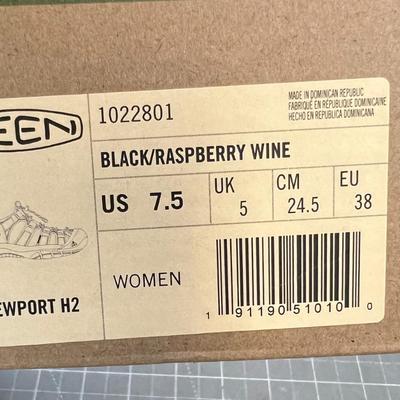 EEN
1022801
MADE IN DOMINICAN REPUBLIC
FABRIQUÉ EN RÉPUBLIQUE DOMINICAINE
HECHO EN REPUBLICA DOMINICANA
BLACK/RASPBERRY WINE
US 7.5
UK 5
CM 24.5
EU 38
EWPORT H2
WOMEN
1 91190 51010 0